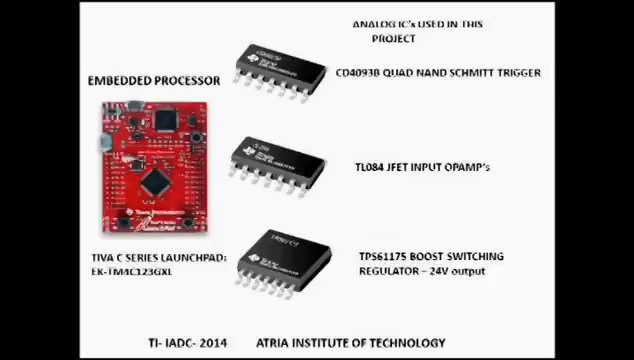 ANALOG IC's USED IN THIS
PROJECT
EMBEDDED PROCESSOR
CD4093B QUAD NAND SCHMITT TRIGGER
TL084 JFET INPUT OPAMP's
TIVA C SERIES LAUNCHPAD:
EK-TM4C123GXL
TPS61175 BOOST SWITCHING
REGULATOR – 24V output
TI- IADC- 2014 ATRIA INSTITUTE OF TECHNOLOGY